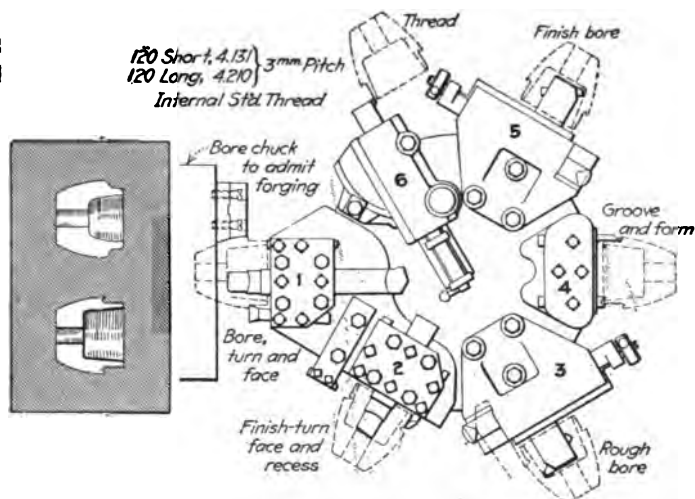 Thread
Finish bore
120 Short, 4.131
120 Long, 4.210
3mm. Pitch
Internal Std. Thread
Bore chuck
to admit
forging
5
6
Groove
and form
4
1
Bore,
turn and
face
2
3
Finish-turn
face and
recess
Rough
bore